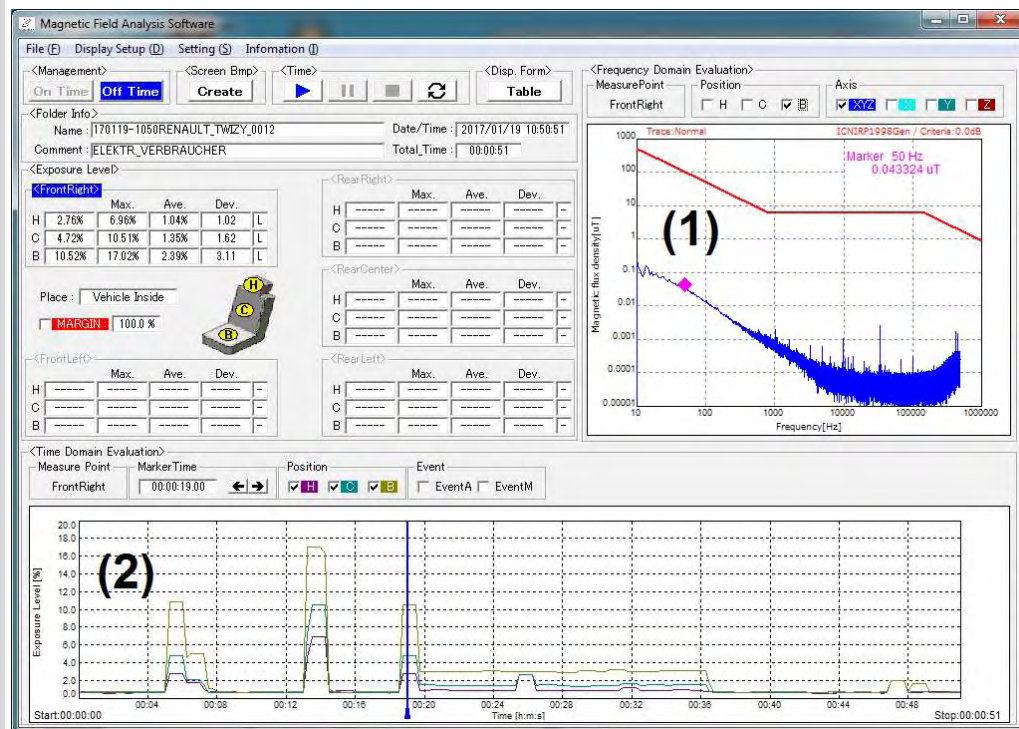 Magnetic Field Analysis Software
File (F) Display Setup (D) Setting (S) Infomation (I)
<Management> <Screen Bmp> <Time> <Disp. Form>
On Time Off Time Create Table
<Folder Info>
Name : 170119-1050RENAULT_TWIZY_0012 Date/Time : 2017/01/19 10:50:51
Comment : ELEKTR_VERBRAUCHER Total_Time : 00:00:51
<Exposure Level>
<FrontRight>
Max. Ave. Dev.
H 2.76% 6.96% 1.04% 1.02 L
C 4.72% 10.51% 1.35% 1.62 L
B 10.52% 17.02% 2.39% 3.11 L
Place : Vehicle Inside
MARGIN : 100.0 %
H
C
B
<FrontLeft>
Max. Ave. Dev.
H ----- ----- ----- ----- -
C ----- ----- ----- ----- -
B ----- ----- ----- ----- -
<RearRight>
Max. Ave. Dev.
H ----- ----- ----- ----- -
C ----- ----- ----- ----- -
B ----- ----- ----- ----- -
<RearCenter>
Max. Ave. Dev.
H ----- ----- ----- ----- -
C ----- ----- ----- ----- -
B ----- ----- ----- ----- -
<RearLeft>
Max. Ave. Dev.
H ----- ----- ----- ----- -
C ----- ----- ----- ----- -
B ----- ----- ----- ----- -
<Frequency Domain Evaluation>
MeasurePoint Position Axis
FrontRight H C B XYZ X Y Z
Trace:Normal ICNIRP1998Gen / Criteria:0.0dB
Marker 50 Hz
0.043324 uT
(1)
Magnetic flux density[uT]
1000
100
10
1
0.1
0.01
0.001
0.0001
0.00001
10 100 1000 10000 100000 1000000
Frequency[Hz]
<Time Domain Evaluation>
Measure Point MarkerTime Position Event
FrontRight 00:00:19.00 H C B EventA EventM
(2)
Exposure Level [%]
20.0
18.0
16.0
14.0
12.0
10.0
8.0
6.0
4.0
2.0
0.0
00:04 00:08 00:12 00:16 00:20 00:24 00:28 00:32 00:36 00:40 00:44 00:48
Start:00:00:00 Time [h:m:s] Stop:00:00:51